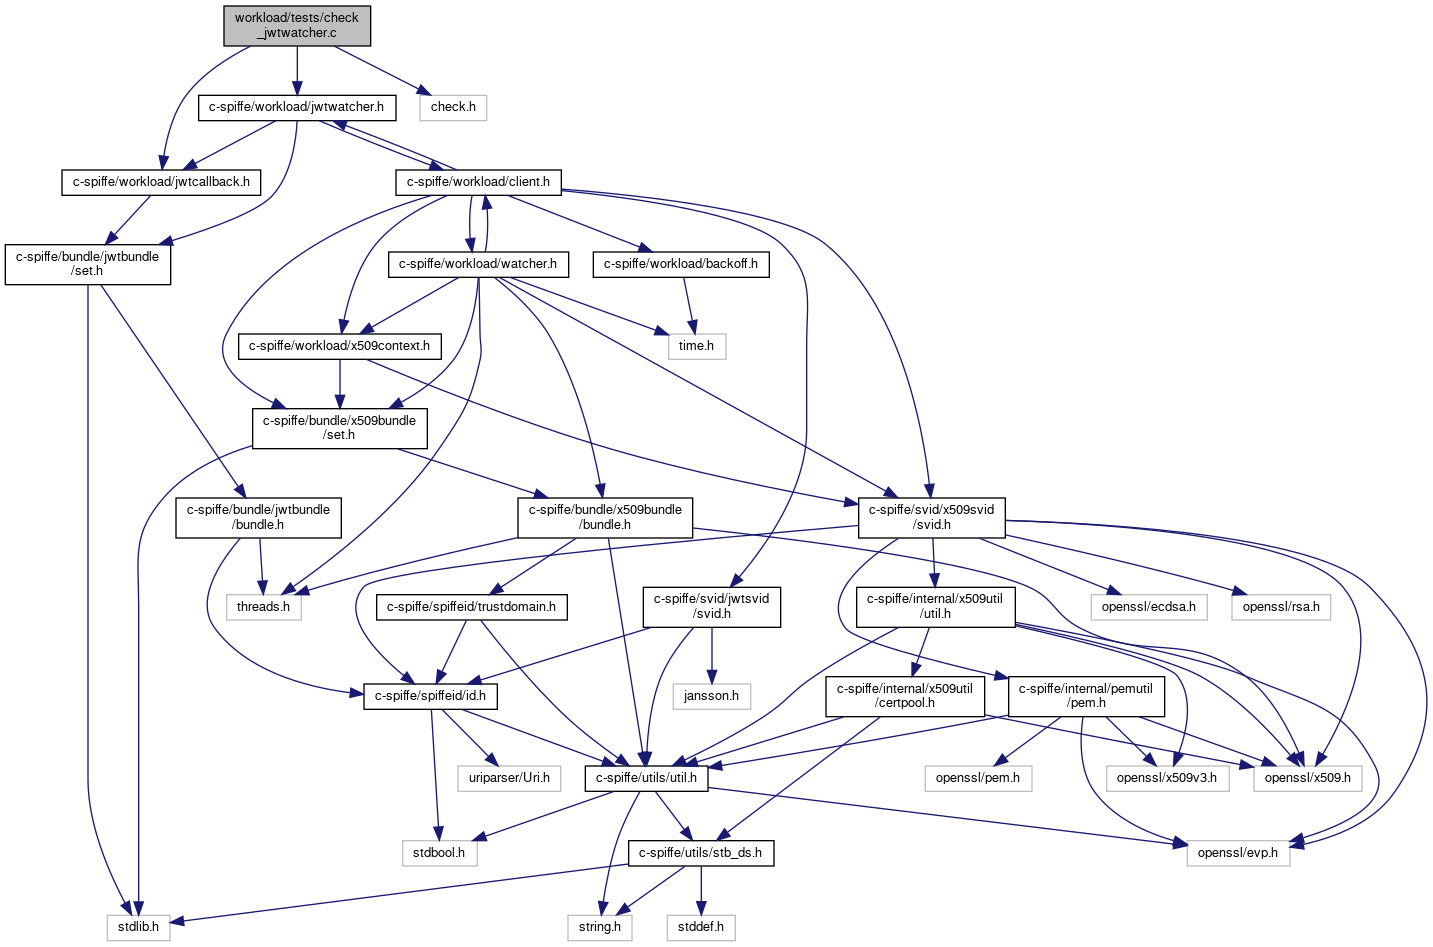 workload/tests/check
_jwtwatcher.c
c-spiffe/workload/jwtwatcher.h
check.h
c-spiffe/workload/jwtcallback.h
c-spiffe/workload/client.h
c-spiffe/bundle/jwtbundle
/set.h
c-spiffe/workload/watcher.h
c-spiffe/workload/backoff.h
c-spiffe/workload/x509context.h
time.h
c-spiffe/bundle/x509bundle
/set.h
c-spiffe/bundle/jwtbundle
/bundle.h
c-spiffe/bundle/x509bundle
/bundle.h
c-spiffe/svid/x509svid
/svid.h
threads.h
c-spiffe/spiffeid/trustdomain.h
c-spiffe/svid/jwtsvid
/svid.h
c-spiffe/internal/x509util
/util.h
openssl/ecdsa.h
openssl/rsa.h
c-spiffe/spiffeid/id.h
jansson.h
c-spiffe/internal/x509util
/certpool.h
c-spiffe/internal/pemutil
/pem.h
uriparser/Uri.h
c-spiffe/utils/util.h
openssl/pem.h
openssl/x509v3.h
openssl/x509.h
stdbool.h
c-spiffe/utils/stb_ds.h
openssl/evp.h
stdlib.h
string.h
stddef.h